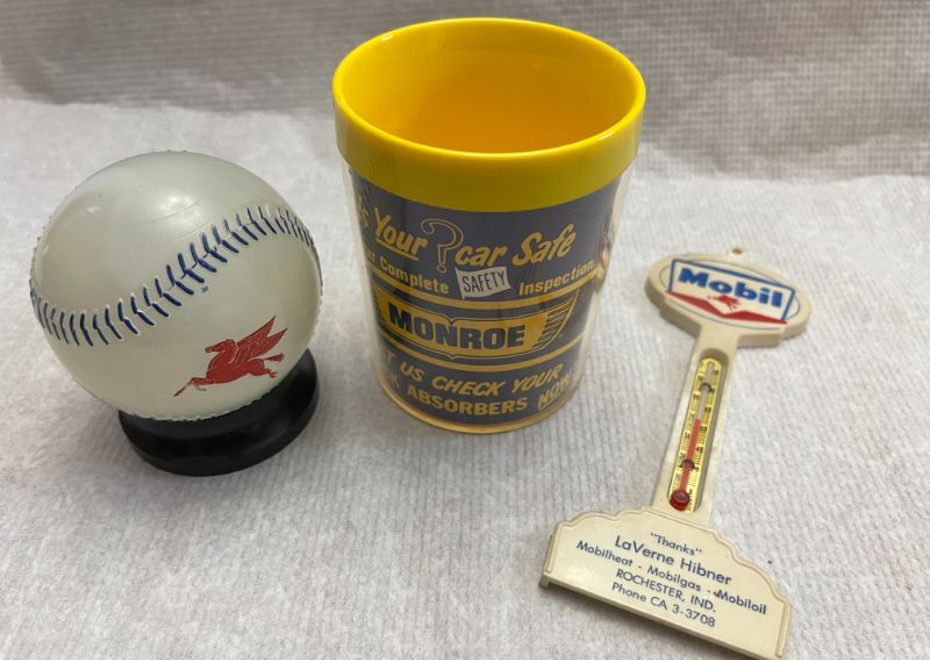 Your ? car Safe
Complete SAFETY Inspection
MONROE
US CHECK YOUR
ABSORBERS NOW
Mobil
"Thanks"
LaVerne Hibner
Mobilheat - Mobilgas - Mobiloil
ROCHESTER, IND.
Phone CA 3-3708